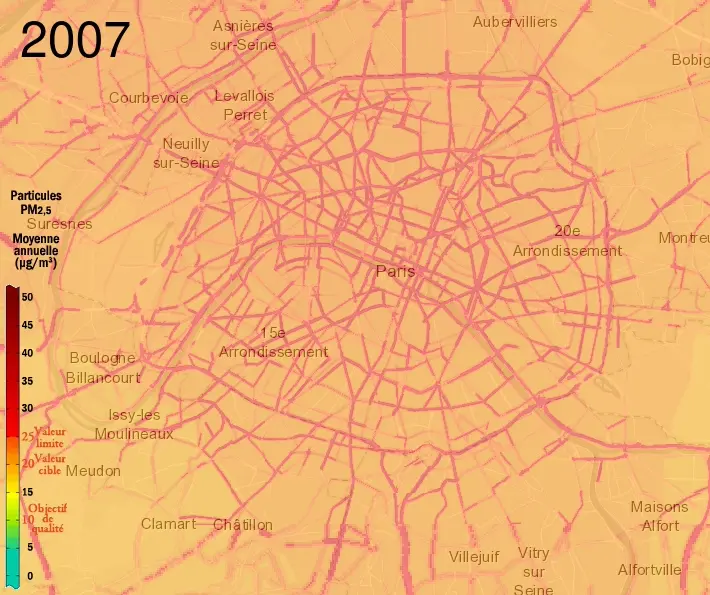 2007
Asnières
sur-Seine
Aubervilliers
Bobig
Courbevoie
Levallois
Perret
Neuilly
sur-Seine
Particules
PM2,5
Suresnes
Moyenne
annuelle
(µg/m³)
20e
Arrondissement
Montreu
Paris
50
45
40
35
30
25 Valeur
limite
20 Valeur
cible
15
Objectif
10 de
qualité
5
0
15e
Arrondissement
Boulogne
Billancourt
Issy-les
Moulineaux
Meudon
Clamart
Châtillon
Maisons
Alfort
Villejuif
Vitry
sur
Seine
Alfortville